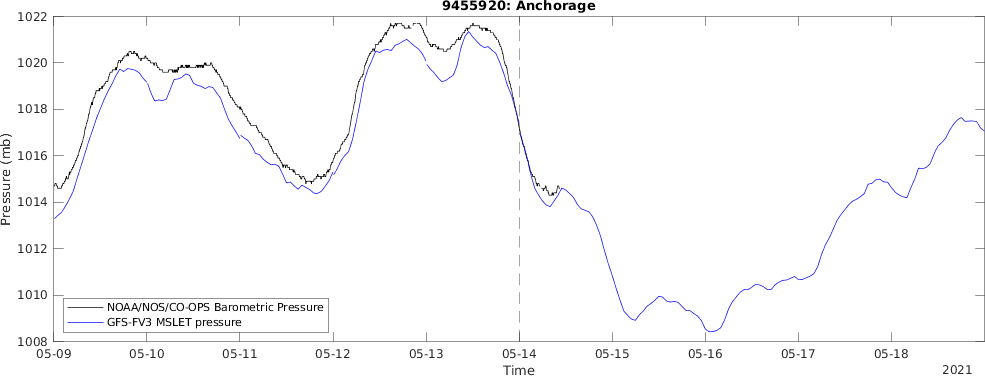 9455920: Anchorage
1022
1020
1018
1016
1014
1012
1010
1008
Pressure (mb)
NOAA/NOS/CO-OPS Barometric Pressure
GFS-FV3 MSLET pressure
05-09 05-10 05-11 05-12 05-13 05-14 05-15 05-16 05-17 05-18
Time
2021